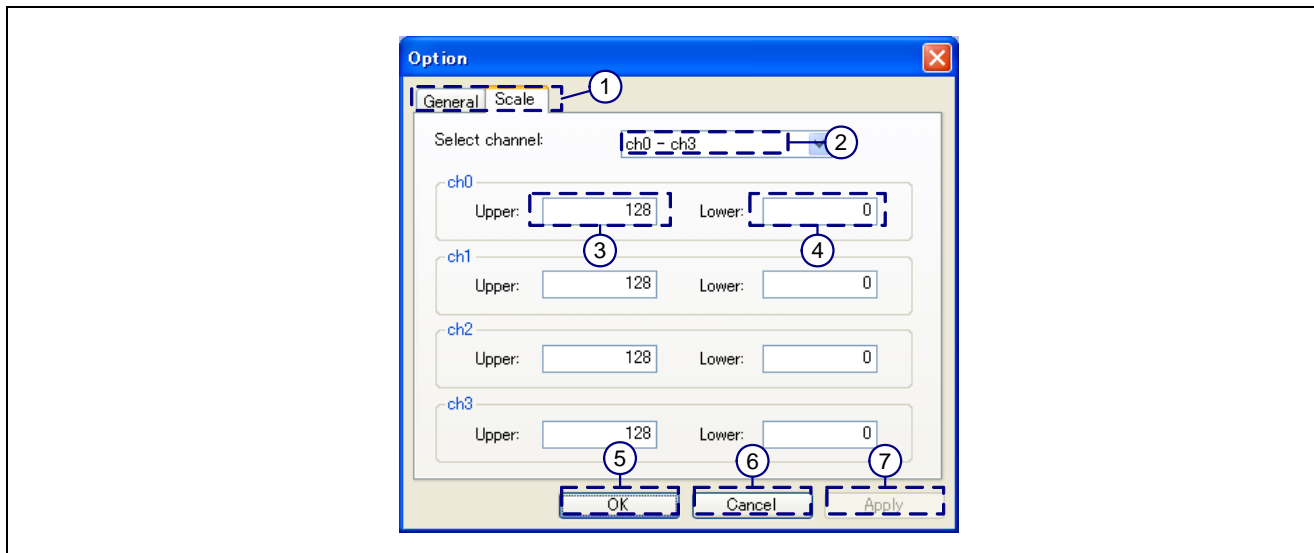 Option
General Scale 1
Select channel: ch0 - ch3 2
ch0
Upper: 128 Lower: 0
3 4
ch1
Upper: 128 Lower: 0
ch2
Upper: 128 Lower: 0
ch3
Upper: 128 Lower: 0
5 6 7
OK Cancel Apply